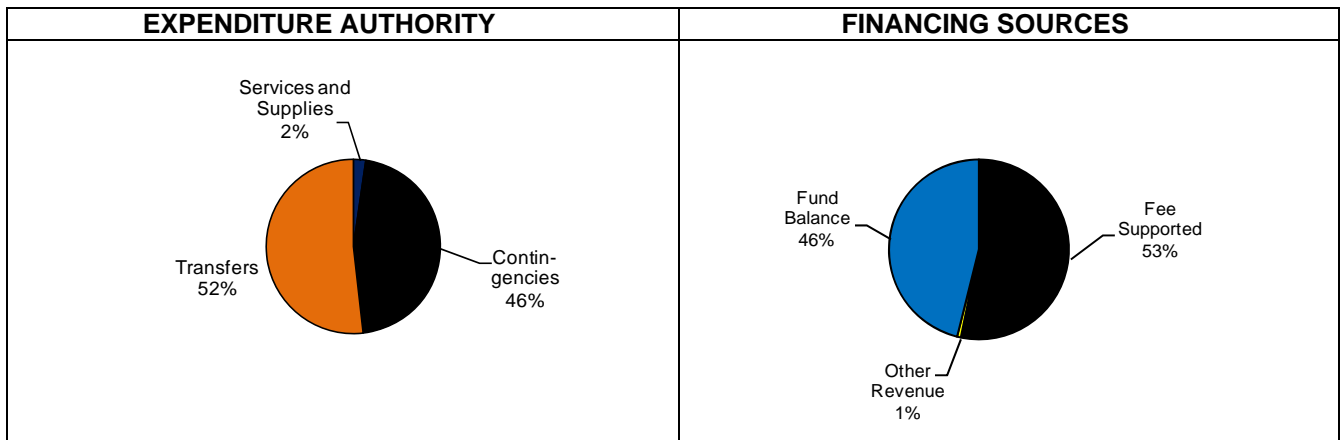 EXPENDITURE AUTHORITY
Services and
Supplies
2%
Contin-
gencies
46%
Transfers
52%
FINANCING SOURCES
Fund
Balance
46%
Fee
Supported
53%
Other
Revenue
1%